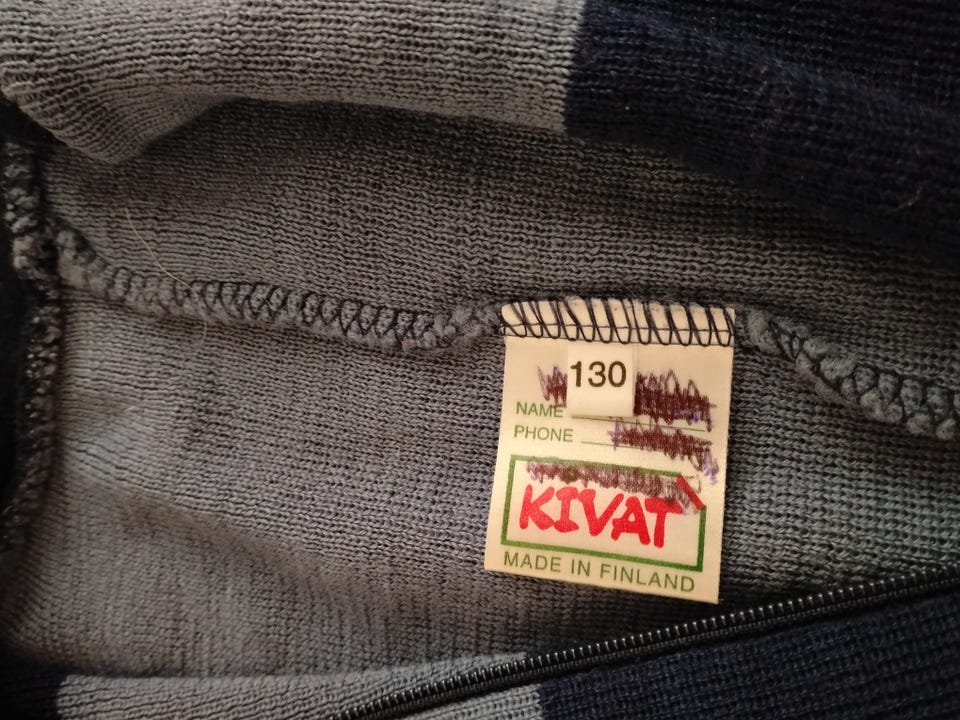 130
NAME
PHONE
KIVAT
MADE IN FINLAND